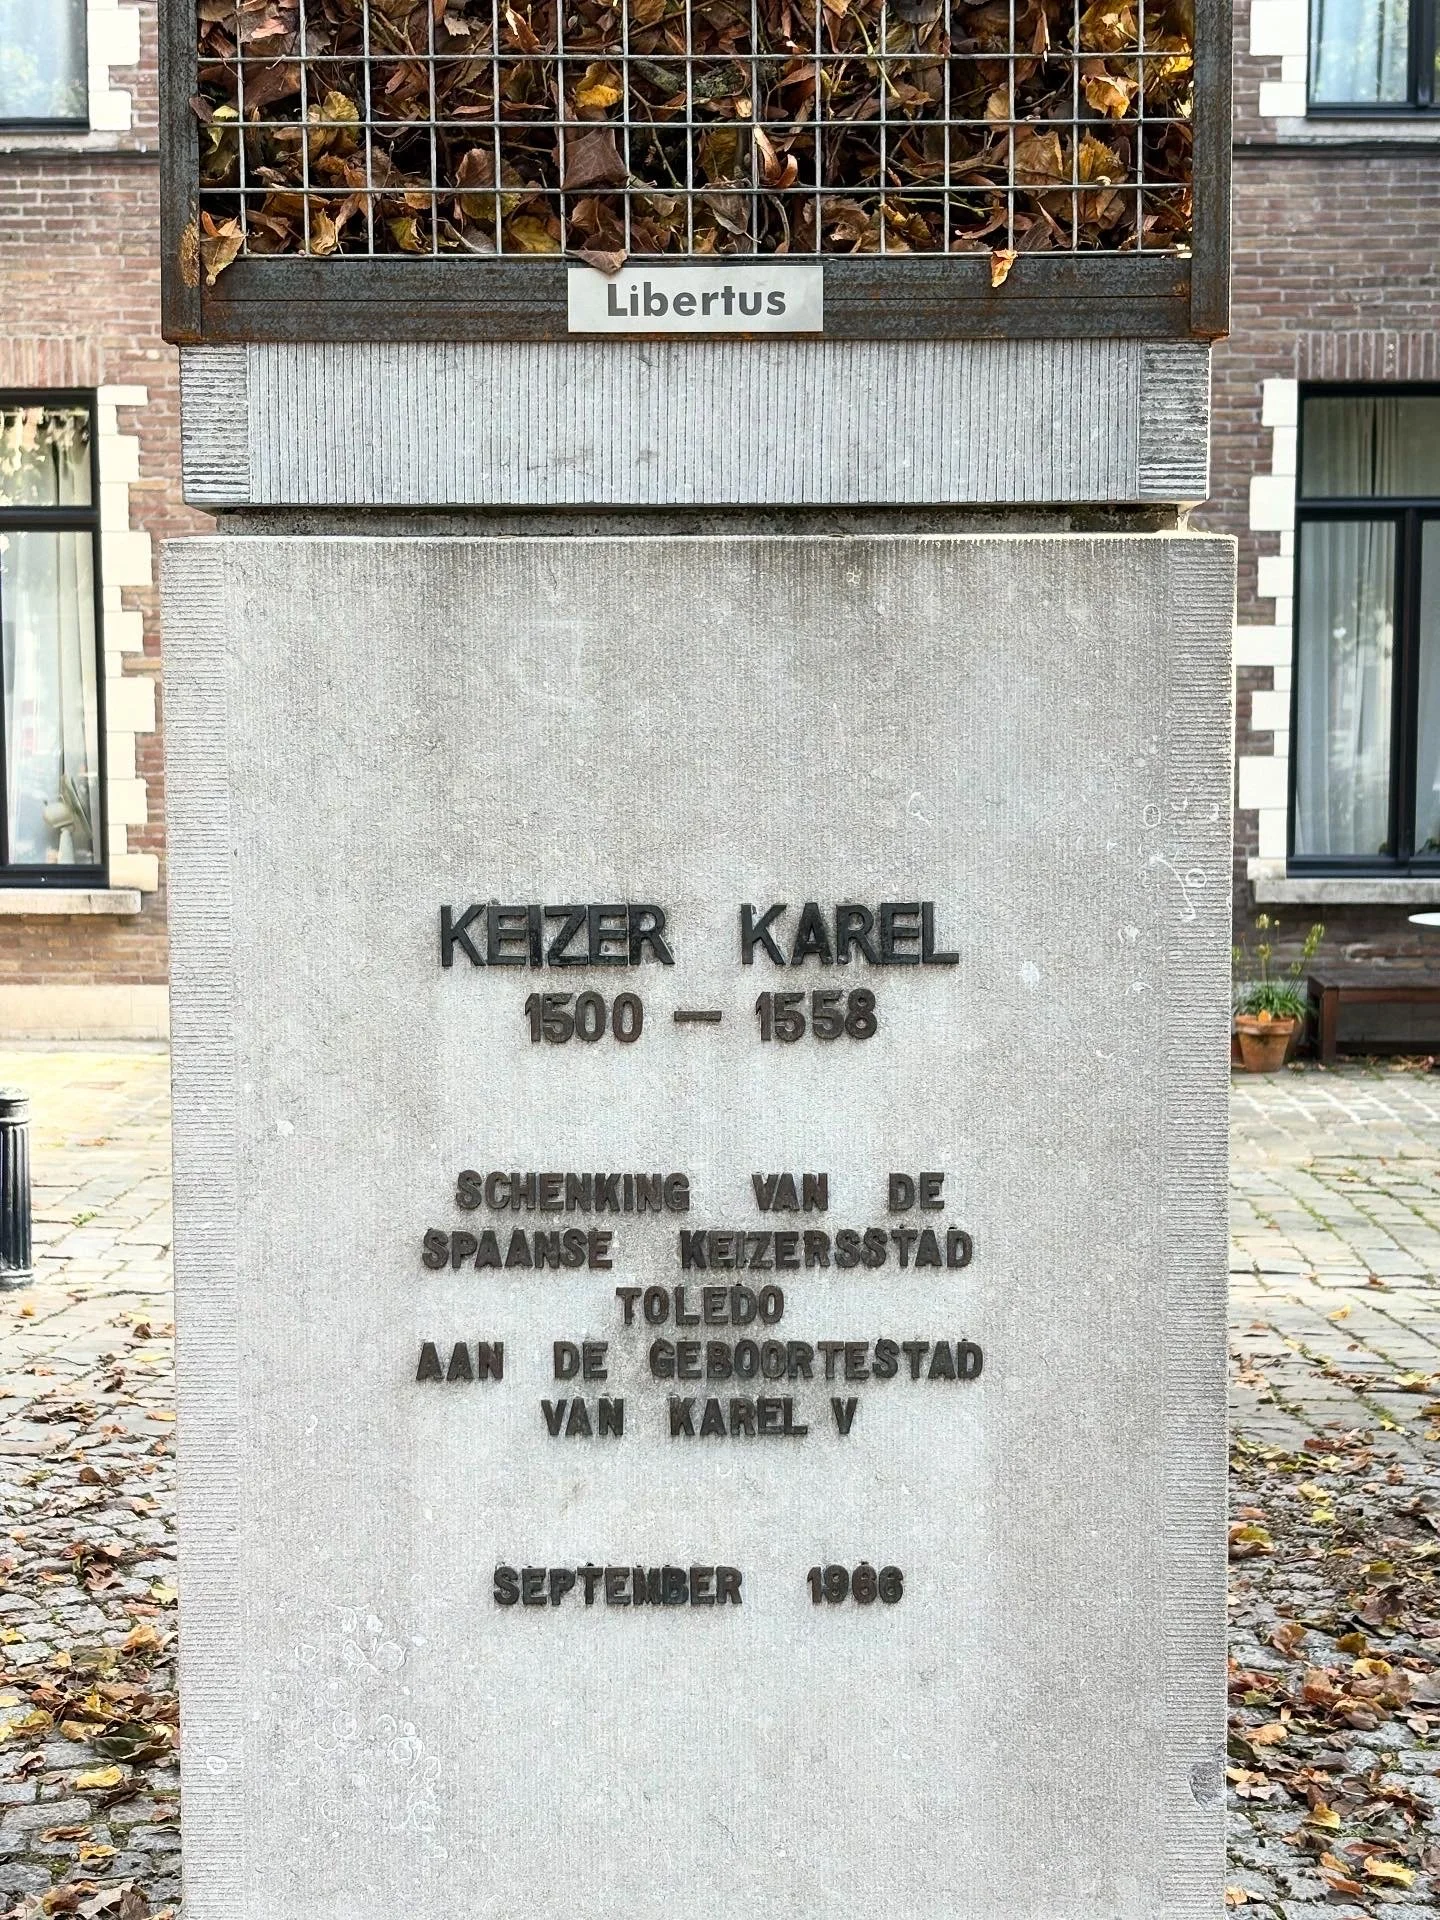 Libertus
KEIZER KAREL
1500 — 1558
SCHENKING VAN DE
SPAANSE KEIZERSSTAD
TOLEDO
AAN DE GEBOORTESTAD
VAN KAREL V
SEPTEMBER 1966